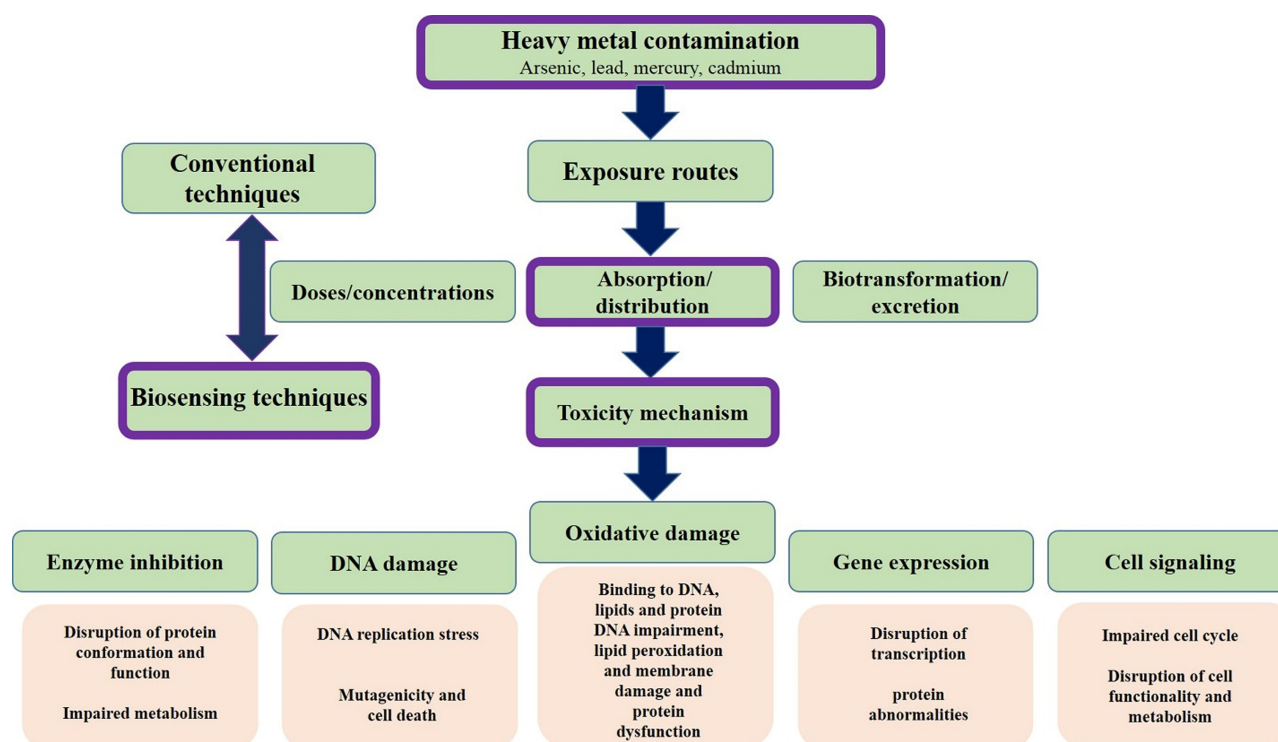 Heavy metal contamination
Arsenic, lead, mercury, cadmium
Conventional
techniques
Exposure routes
Doses/concentrations
Absorption/
distribution
Biotransformation/
excretion
Biosensing techniques
Toxicity mechanism
Enzyme inhibition
Disruption of protein
conformation and
function
Impaired metabolism
DNA damage
DNA replication stress
Mutagenicity and
cell death
Oxidative damage
Binding to DNA,
lipids and protein
DNA impairment,
lipid peroxidation
and membrane
damage and
protein
dysfunction
Gene expression
Disruption of
transcription
protein
abnormalities
Cell signaling
Impaired cell cycle
Disruption of cell
functionality and
metabolism